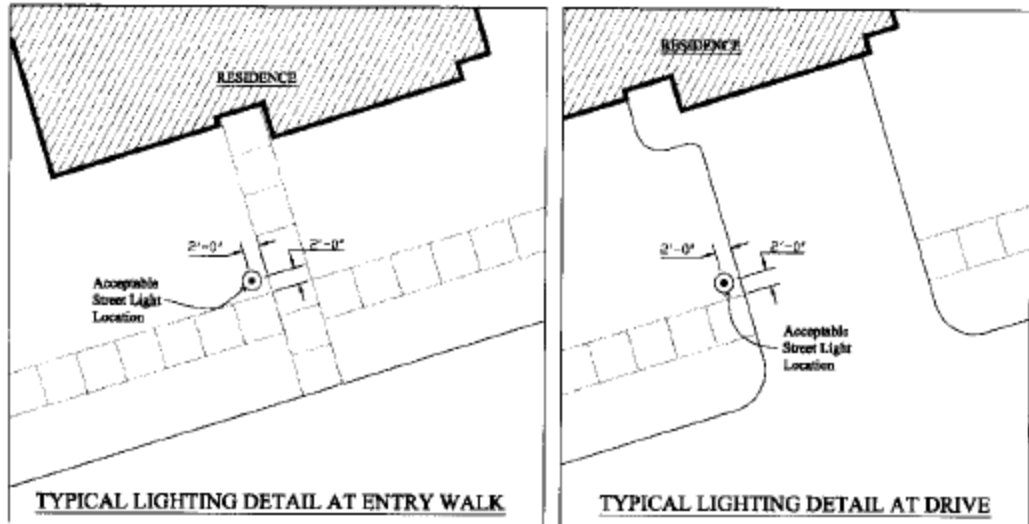 RESIDENCE
2'-0" 2'-0"
Acceptable
Street Light
Location
TYPICAL LIGHTING DETAIL AT ENTRY WALK
RESIDENCE
2'-0" 2'-0"
Acceptable
Street Light
Location
TYPICAL LIGHTING DETAIL AT DRIVE